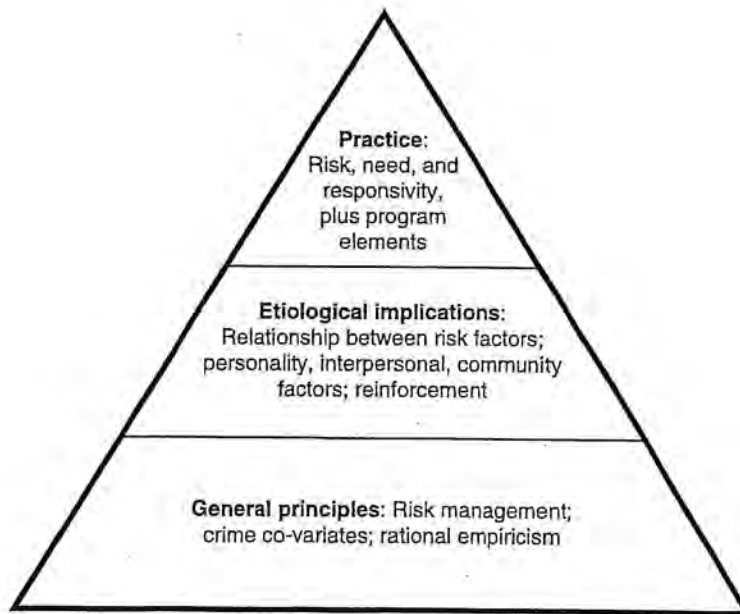 Practice:
Risk, need, and
responsivity,
plus program
elements
Etiological implications:
Relationship between risk factors;
personality, interpersonal, community
factors; reinforcement
General principles: Risk management;
crime co-variates; rational empiricism